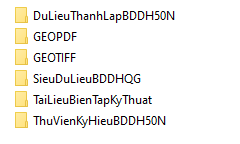 DuLieuThanhLapBDDH50N
GEOPDF
GEOTIFF
SieuDuLieuBDDHQG
TaiLieuBienTapKyThuat
ThuVienKyHieuBDDH50N